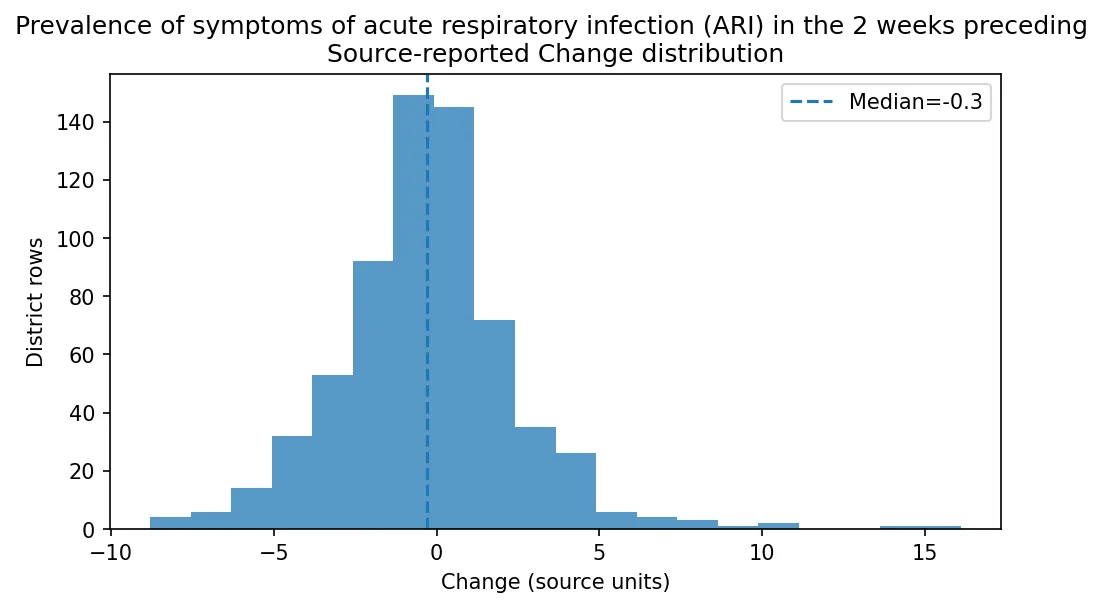 Prevalence of symptoms of acute respiratory infection (ARI) in the 2 weeks preceding
Source-reported Change distribution
Median=-0.3
140
120
100
80
60
40
20
0
District rows
−10
−5
0
5
10
15
Change (source units)